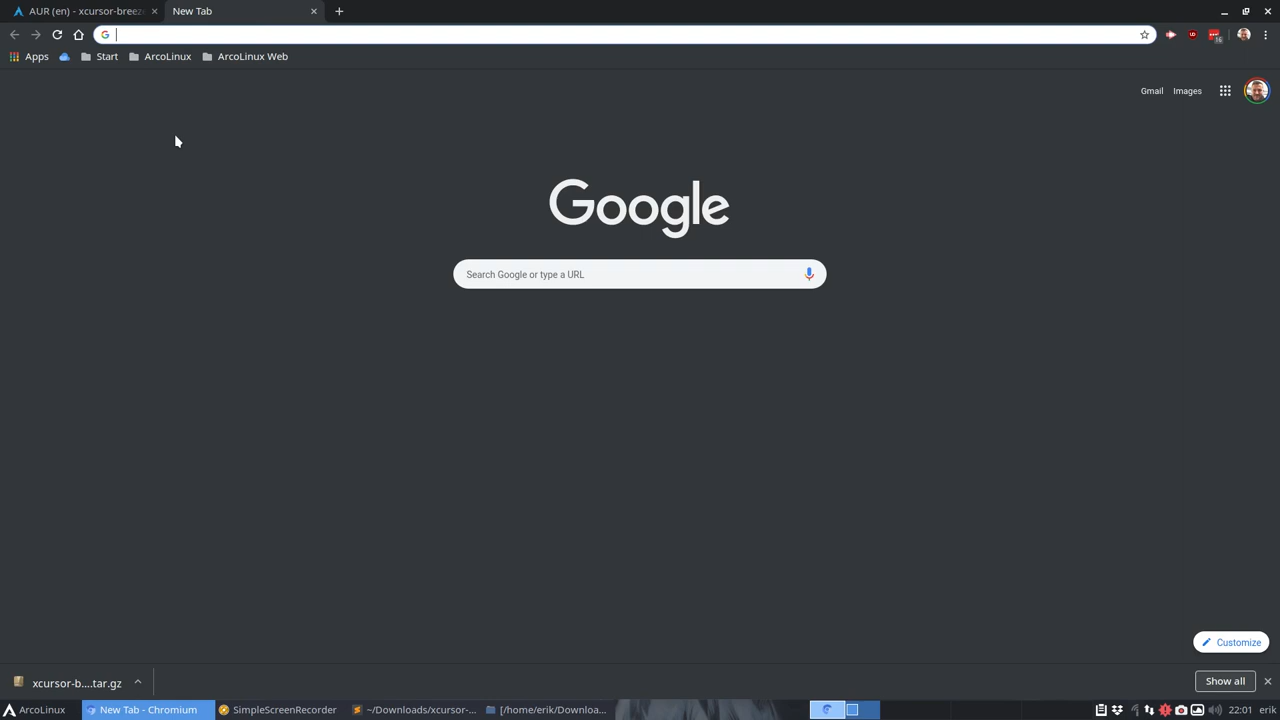 AUR (en) - xcursor-breeze
New Tab
Apps
Start
ArcoLinux
ArcoLinux Web
Gmail
Images
Google
Search Google or type a URL
Customize
xcursor-b....tar.gz
Show all
ArcoLinux
New Tab - Chromium
SimpleScreenRecorder
~/Downloads/xcursor-...
[/home/erik/Downloa...
22:01
erik